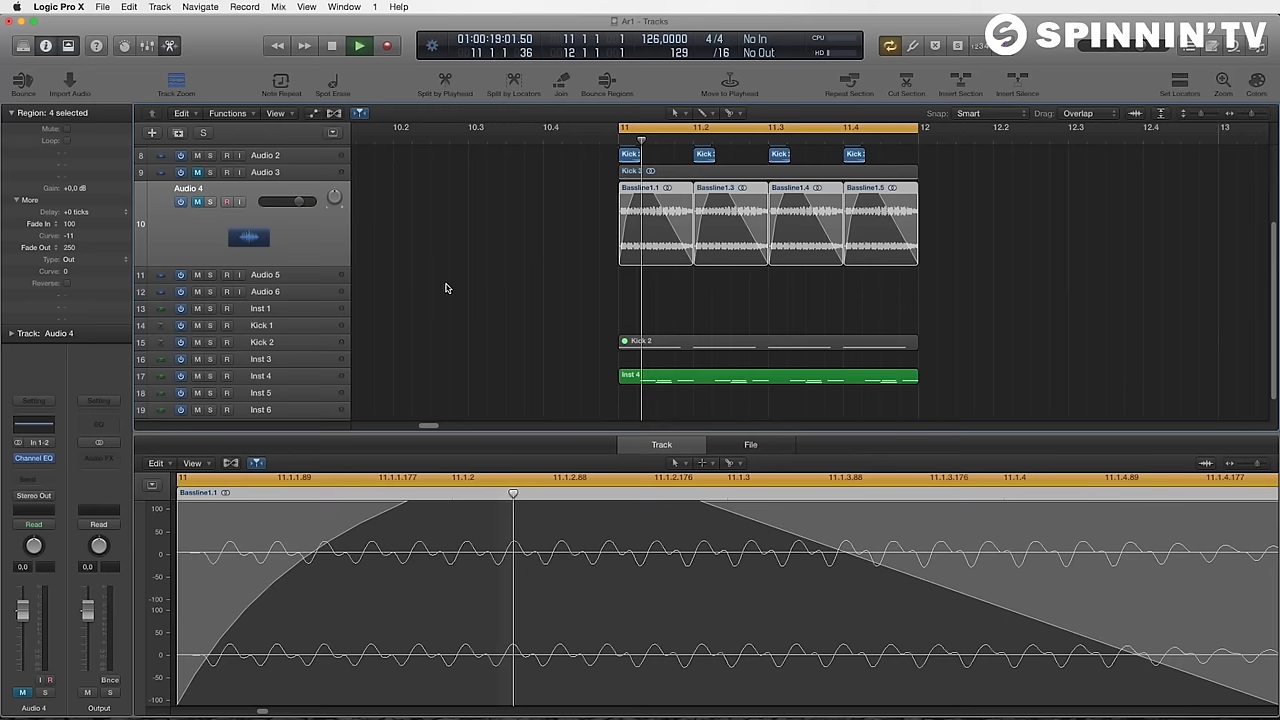 Logic Pro X File Edit Track Navigate Record Mix View Window 1 Help
Ar1 - Tracks
SPINNIN'TV
01:00:19:01.50 11 1 1 1 126,0000 4/4 No In CPU
11 1 1 36 12 1 1 1 129 /16 No Out HD
Bounce Import Audio Track Zoom Note Repeat Spot Erase Split by Playhead Split by Locators Join Bounce Regions Move to Playhead Repeat Section Cut Section Insert Section Insert Silence Set Locators Zoom Colors
Region: 4 selected
Edit Functions View Snap: Smart Drag: Overlap
Mute:
Loop:
10.2 10.3 10.4 11 11.2 11.3 11.4 12 12.2 12.3 12.4 13
8 M S R I Audio 2
9 M S R I Audio 3
Kick
Kick
Kick
Kick
Gain: +0,0 dB
More
Delay: +0 ticks
Fade In 100
Curve: -11
Fade Out 250
Type: Out
Curve: 0
Reverse:
Audio 4
M S R I
10
Bassline1.1 Bassline1.3 Bassline1.4 Bassline1.5
11 M S R I Audio 5
12 M S R I Audio 6
13 M S R Inst 1
14 M S R Kick 1
15 M S R Kick 2
16 M S R Inst 3
17 M S R Inst 4
18 M S R Inst 5
19 M S R Inst 6
Kick 2
Inst 4
Track: Audio 4
Setting Setting
EQ
In 1-2
Channel EQ Audio FX
Send
Stereo Out
Read Read
0,0 0,0
I R Bnce
M S M S
Audio 4 Output
Track File
Edit View
11 11.1.1.89 11.1.1.177 11.1.2 11.1.2.88 11.1.2.176 11.1.3 11.1.3.88 11.1.3.176 11.1.4 11.1.4.89 11.1.4.177
Bassline1.1
100
50
0
-50
-100
100
50
0
-50
-100